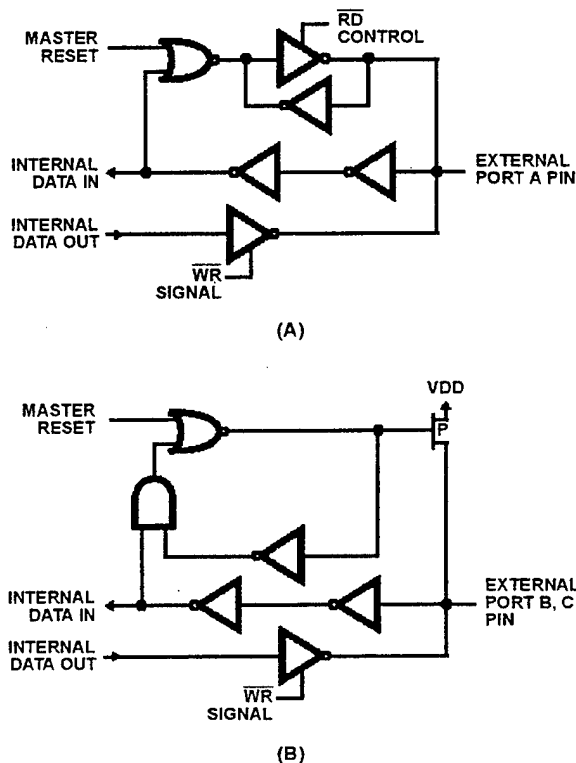 MASTER
RESET
RD
CONTROL
INTERNAL
DATA IN
EXTERNAL
PORT A PIN
INTERNAL
DATA OUT
WR
SIGNAL
(A)
VDD
MASTER
RESET
P
INTERNAL
DATA IN
EXTERNAL
PORT B, C
PIN
INTERNAL
DATA OUT
WR
SIGNAL
(B)